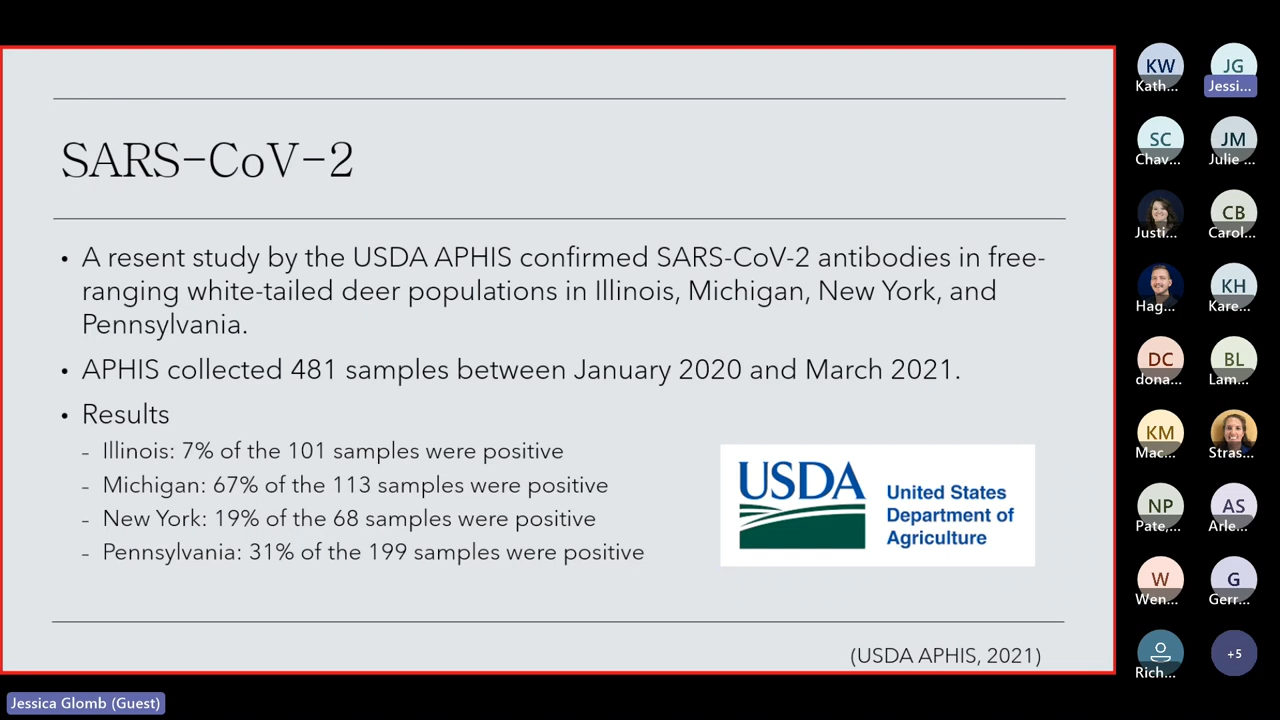 SARS-CoV-2
• A resent study by the USDA APHIS confirmed SARS-CoV-2 antibodies in free-
ranging white-tailed deer populations in Illinois, Michigan, New York, and
Pennsylvania.
• APHIS collected 481 samples between January 2020 and March 2021.
• Results
- Illinois: 7% of the 101 samples were positive
- Michigan: 67% of the 113 samples were positive
- New York: 19% of the 68 samples were positive
- Pennsylvania: 31% of the 199 samples were positive
USDA
United States
Department of
Agriculture
(USDA APHIS, 2021)
KW
Kath...
JG
Jessi...
SC
Chav...
JM
Julie ...
Justi...
CB
Carol...
Hag...
KH
Kare...
DC
dona...
BL
Lam...
KM
Mac...
Stras...
NP
Pate,...
AS
Arle...
W
Wen...
G
Gerr...
Rich...
+5
Jessica Glomb (Guest)